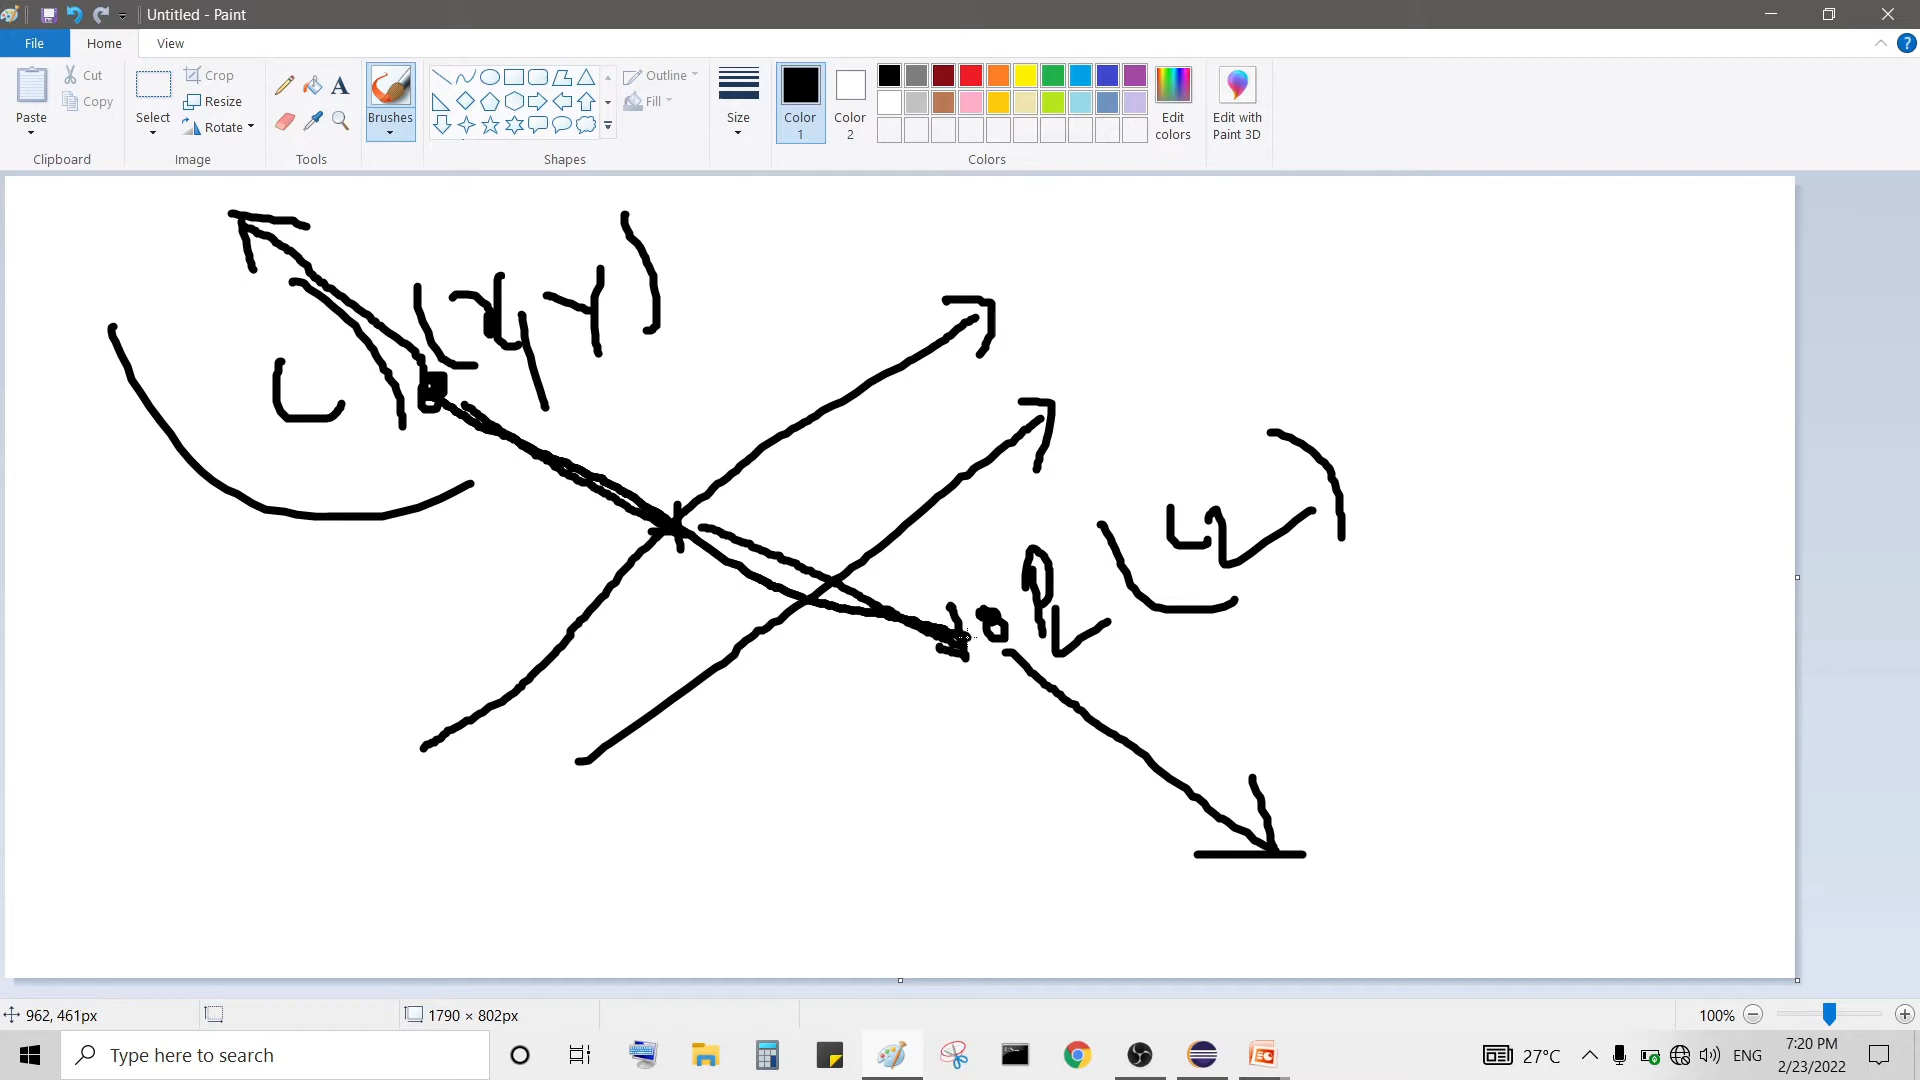 Untitled - Paint
File Home View
Paste
Cut
Copy
Clipboard
Select
Crop
Resize
Rotate
Image
Tools
Brushes
Shapes
Outline
Fill
Size
Color 1
Color 2
Edit colors
Edit with Paint 3D
Colors
962, 461px
1790 × 802px
100%
Type here to search
27°C
ENG
7:20 PM
2/23/2022